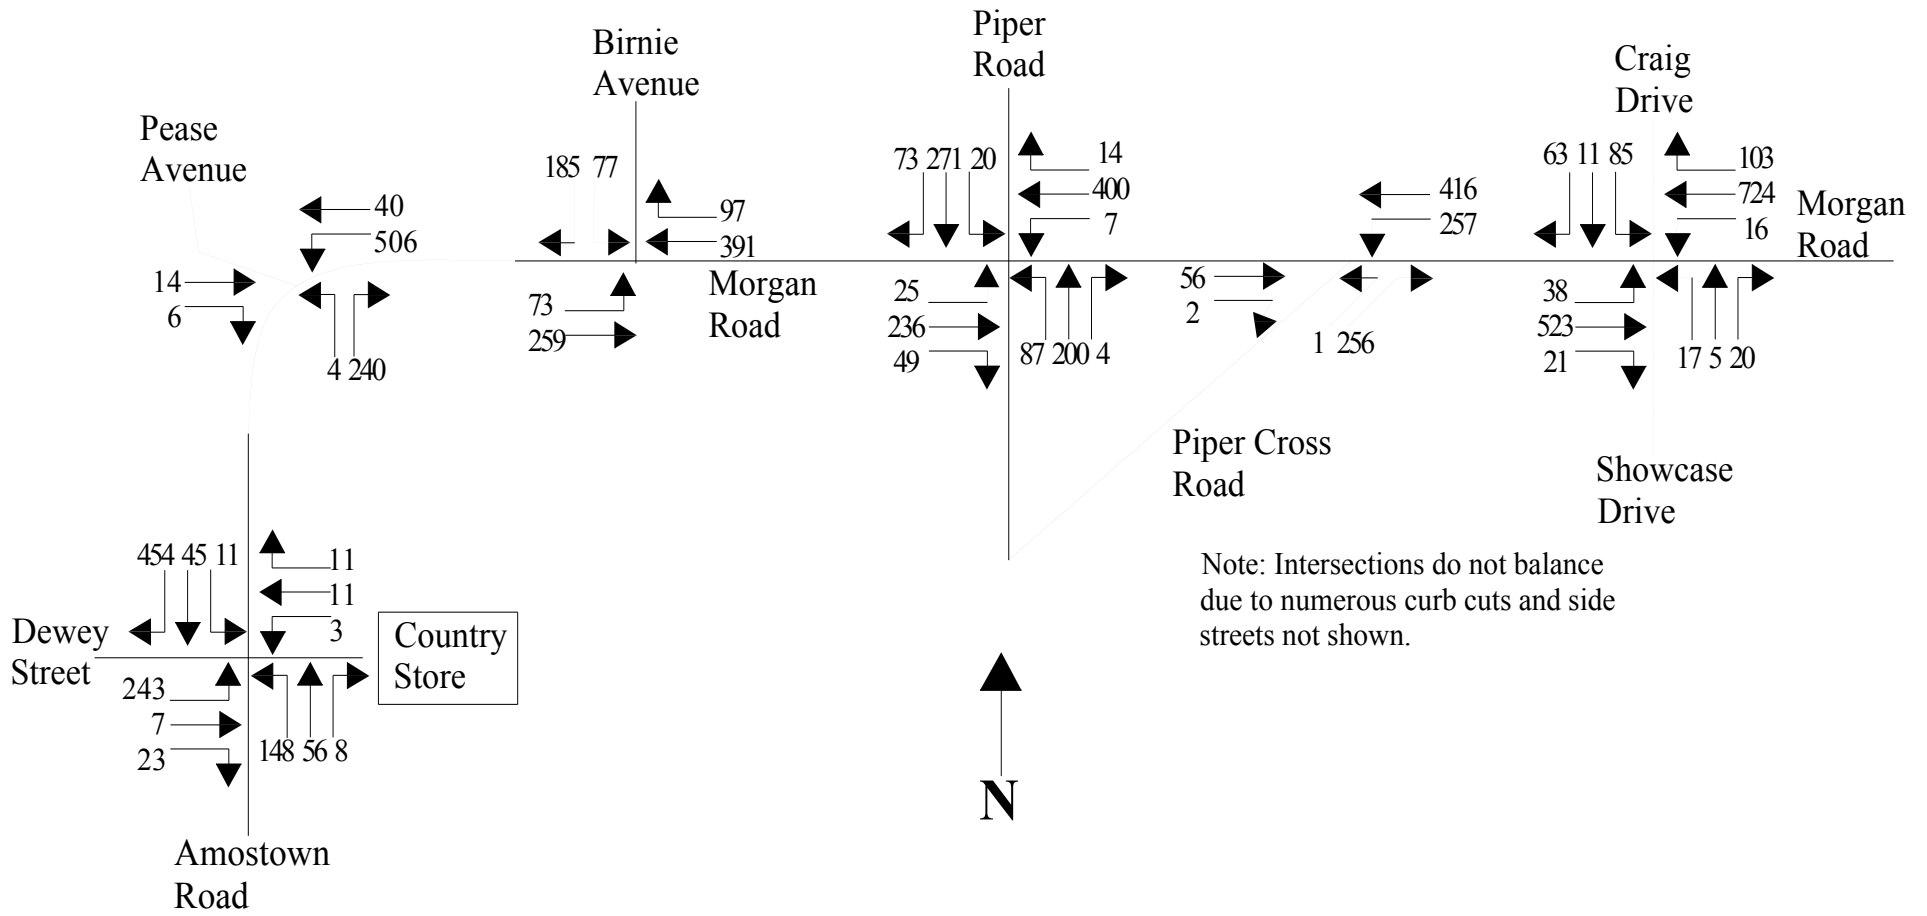 Piper
Road
Birnie
Avenue
Craig
Drive
Pease
Avenue
185 77
73 271 20
14
400
7
416
257
63 11 85
103
724
16
Morgan
Road
40
506
97
391
14
6
4 240
73
259
Morgan
Road
25
236
49
87 200 4
56
2
1 256
38
523
21
17 5 20
Piper Cross
Road
Showcase
Drive
454 45 11
11
11
3
Dewey
Street
Country
Store
243
7
23
148 56 8
Note: Intersections do not balance
due to numerous curb cuts and side
streets not shown.
N
Amostown
Road